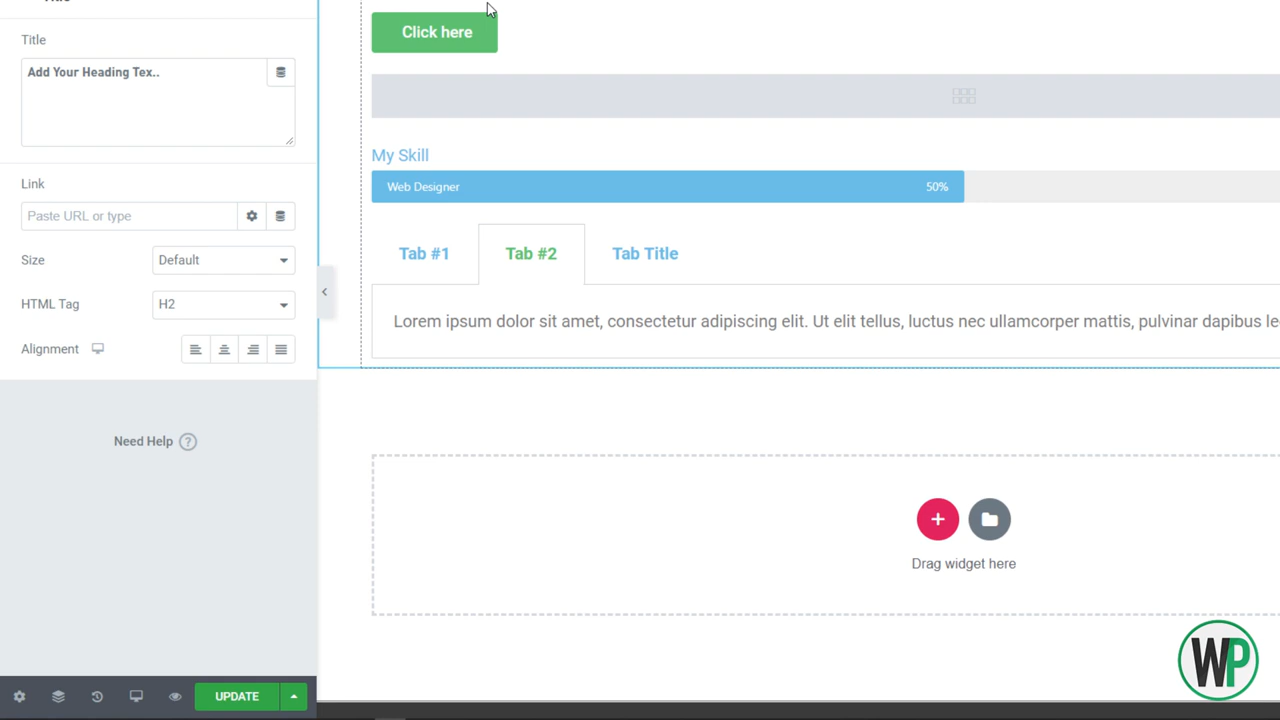 Title
Add Your Heading Tex..
Link
Paste URL or type
Size
Default
HTML Tag
H2
Alignment
Need Help
?
UPDATE
Click here
My Skill
Web Designer
50%
Tab #1
Tab #2
Tab Title
Lorem ipsum dolor sit amet, consectetur adipiscing elit. Ut elit tellus, luctus nec ullamcorper mattis, pulvinar dapibus
Drag widget here
WP